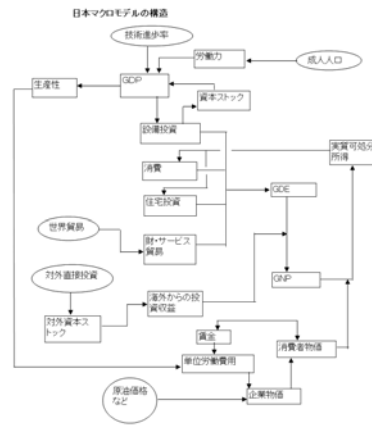 日本マクロモデルの構造
技術進歩率
労働力
成人人口
生産性
GDP
資本ストック
設備投資
実質可処分
所得
消費
GDE
住宅投資
世界貿易
財・サービス
貿易
対外直接投資
GNP
海外からの投
資収益
対外資本ス
トック
賃金
消費者物価
単位労働費用
原油価格
など
企業物価